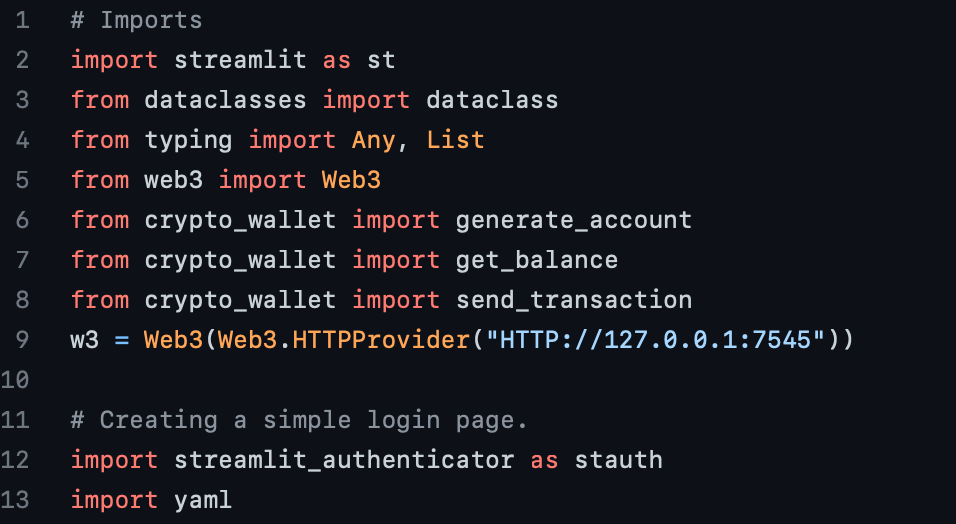 1 # Imports
2 import streamlit as st
3 from dataclasses import dataclass
4 from typing import Any, List
5 from web3 import Web3
6 from crypto_wallet import generate_account
7 from crypto_wallet import get_balance
8 from crypto_wallet import send_transaction
9 w3 = Web3(Web3.HTTPProvider("HTTP://127.0.0.1:7545"))
10
11 # Creating a simple login page.
12 import streamlit_authenticator as stauth
13 import yaml